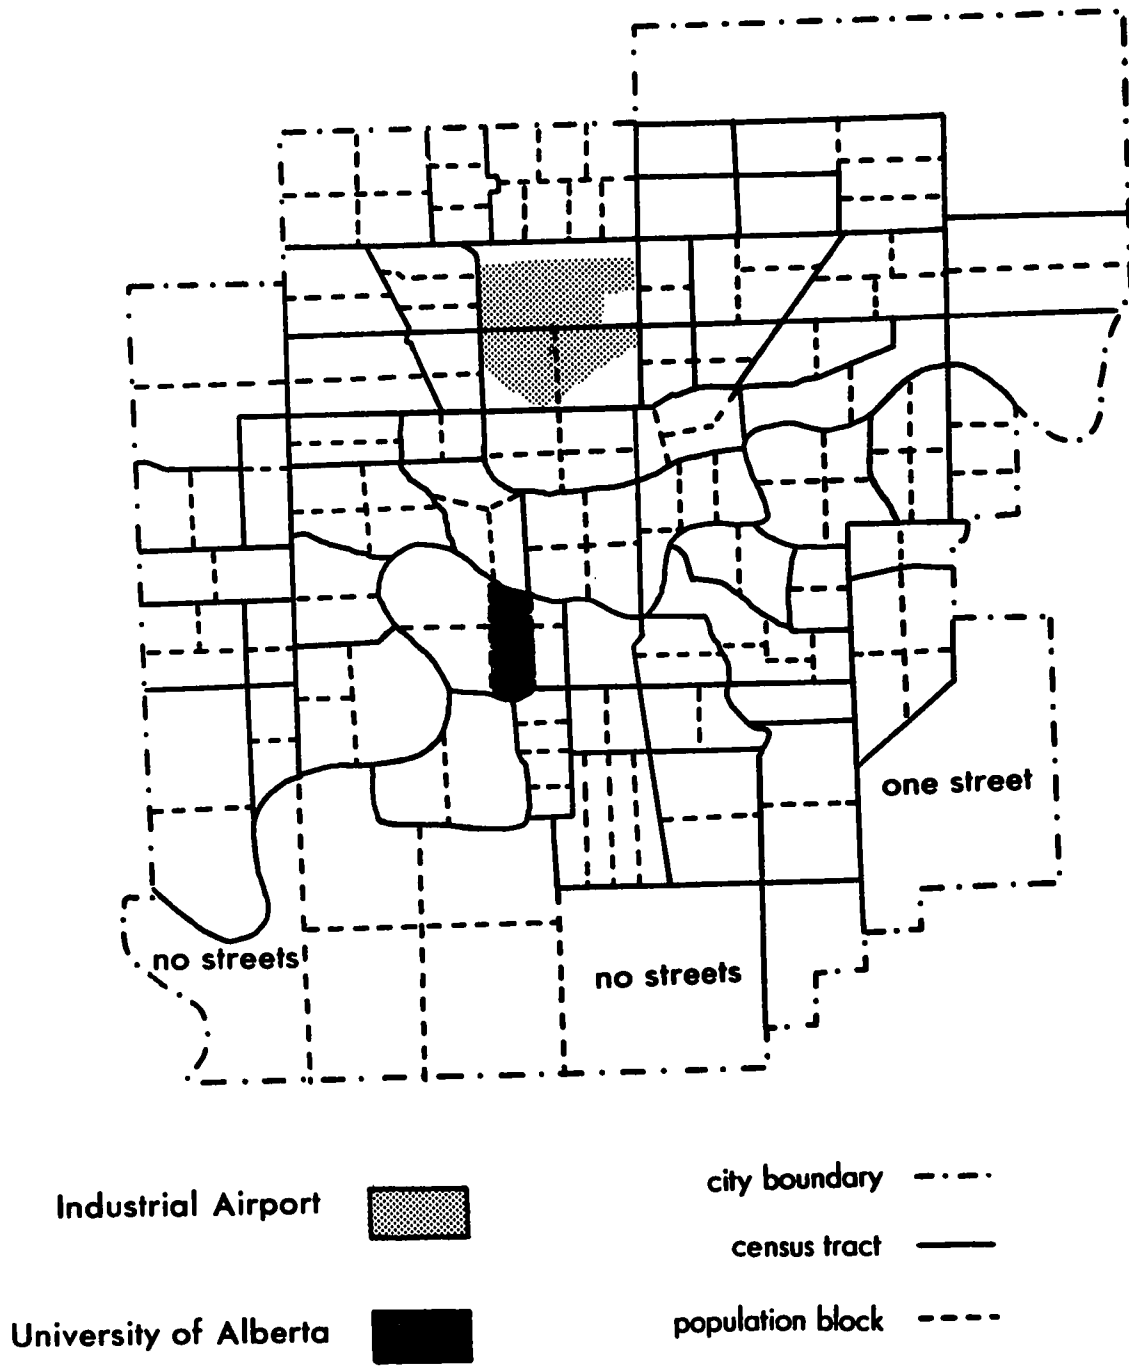 one street
no streets
no streets
Industrial Airport
city boundary
census tract
University of Alberta
population block